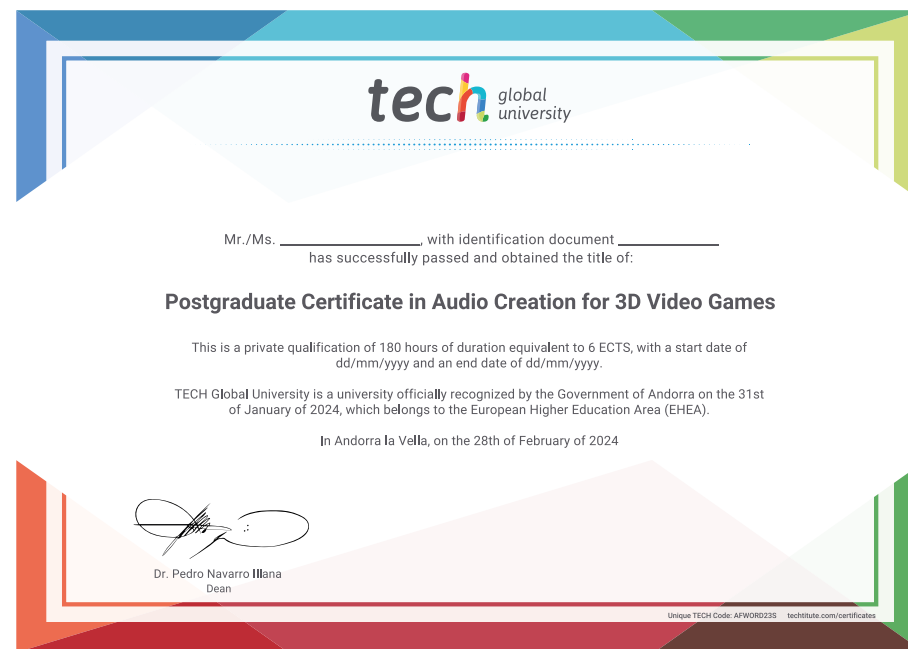 tech global
university
Mr./Ms. ____________________, with identification document ______________
has successfully passed and obtained the title of:
Postgraduate Certificate in Audio Creation for 3D Video Games
This is a private qualification of 180 hours of duration equivalent to 6 ECTS, with a start date of
dd/mm/yyyy and an end date of dd/mm/yyyy.
TECH Global University is a university officially recognized by the Government of Andorra on the 31st
of January of 2024, which belongs to the European Higher Education Area (EHEA).
In Andorra la Vella, on the 28th of February of 2024
Dr. Pedro Navarro Illana
Dean
Unique TECH Code: AFWORD23S techtitute.com/certificates